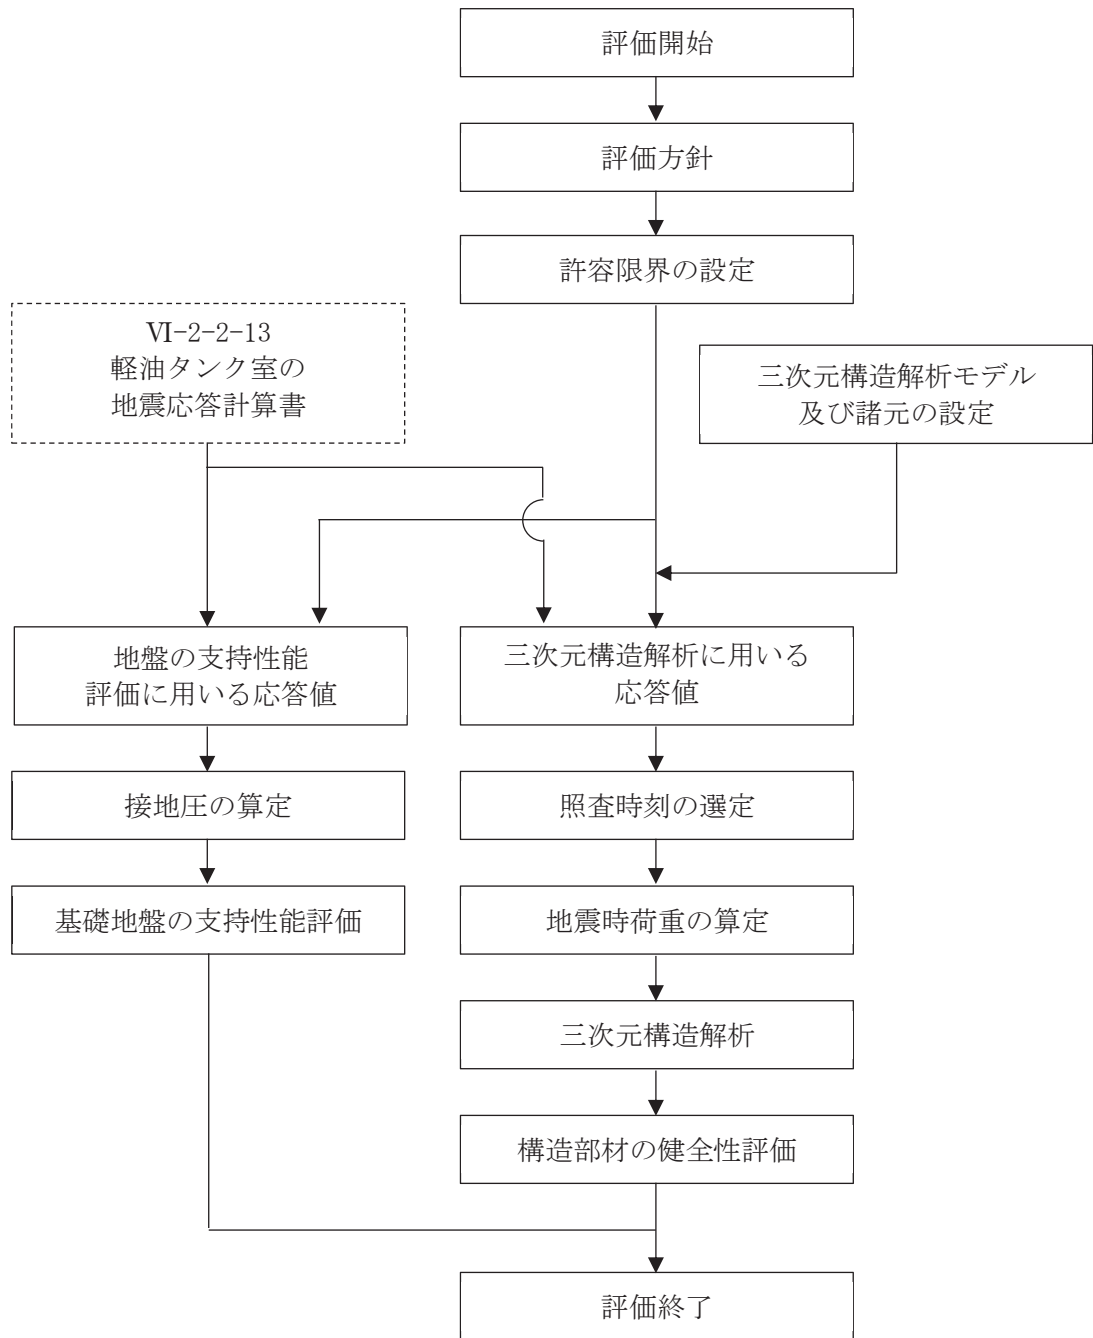 評価開始
評価方針
許容限界の設定
Ⅵ-2-2-13
軽油タンク室の
地震応答計算書
三次元構造解析モデル
及び諸元の設定
地盤の支持性能
評価に用いる応答値
三次元構造解析に用いる
応答値
接地圧の算定
照査時刻の選定
基礎地盤の支持性能評価
地震時荷重の算定
三次元構造解析
構造部材の健全性評価
評価終了